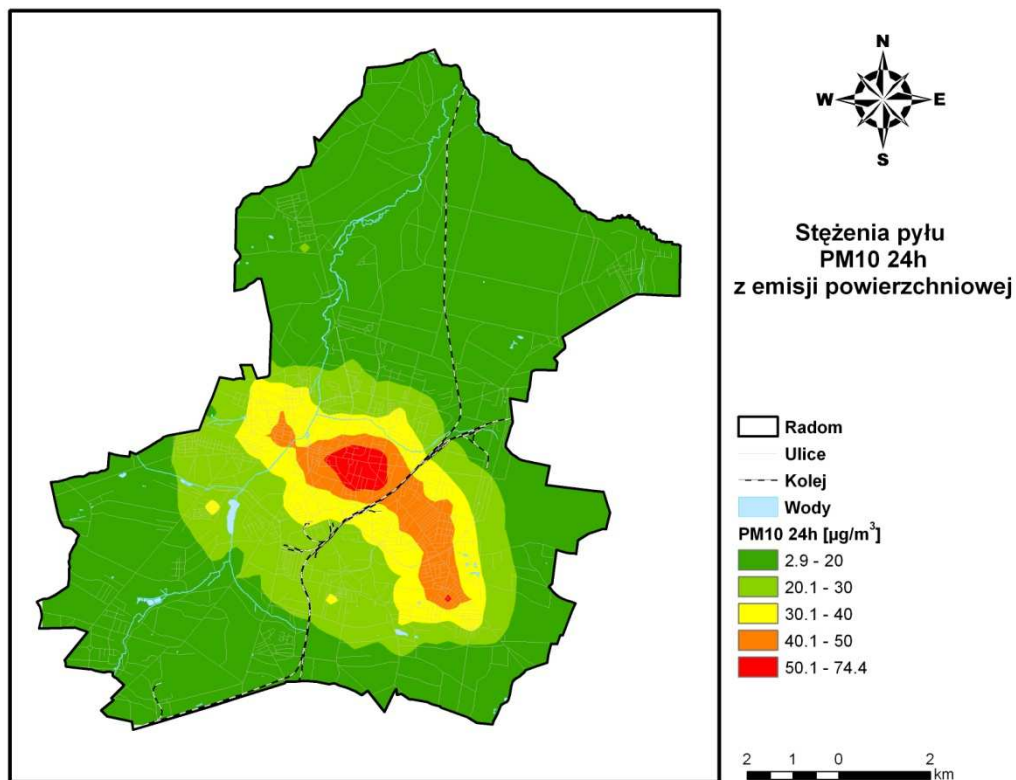 N
W E
S
Stężenia pyłu
PM10 24h
z emisji powierzchniowej
Radom
Ulice
Kolej
Wody
PM10 24h [µg/m³]
2.9 - 20
20.1 - 30
30.1 - 40
40.1 - 50
50.1 - 74.4
2 1 0 2
km